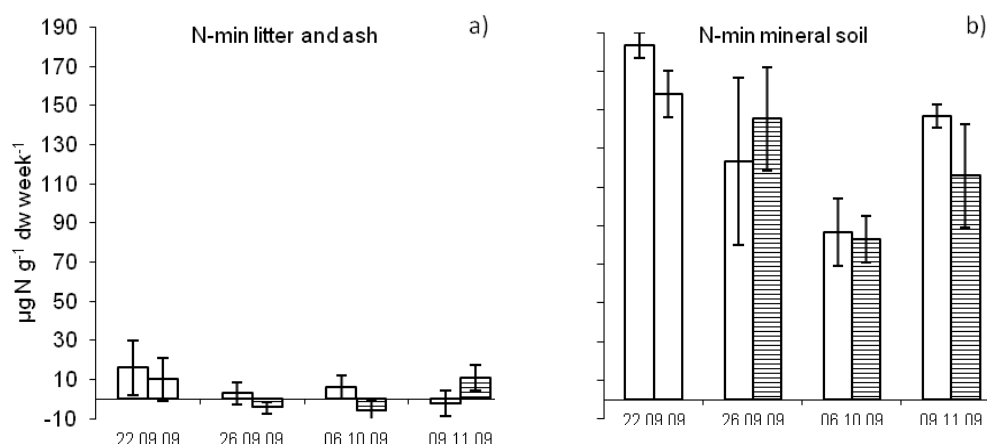 N-min litter and ash
a)
190
170
150
130
110
90
70
50
30
10
-10
µgN g⁻¹ dw week⁻¹
22 09 09 26 09 09 06 10 09 09 11 09
N-min mineral soil
b)
22 09 09 26 09 09 06 10 09 09 11 09